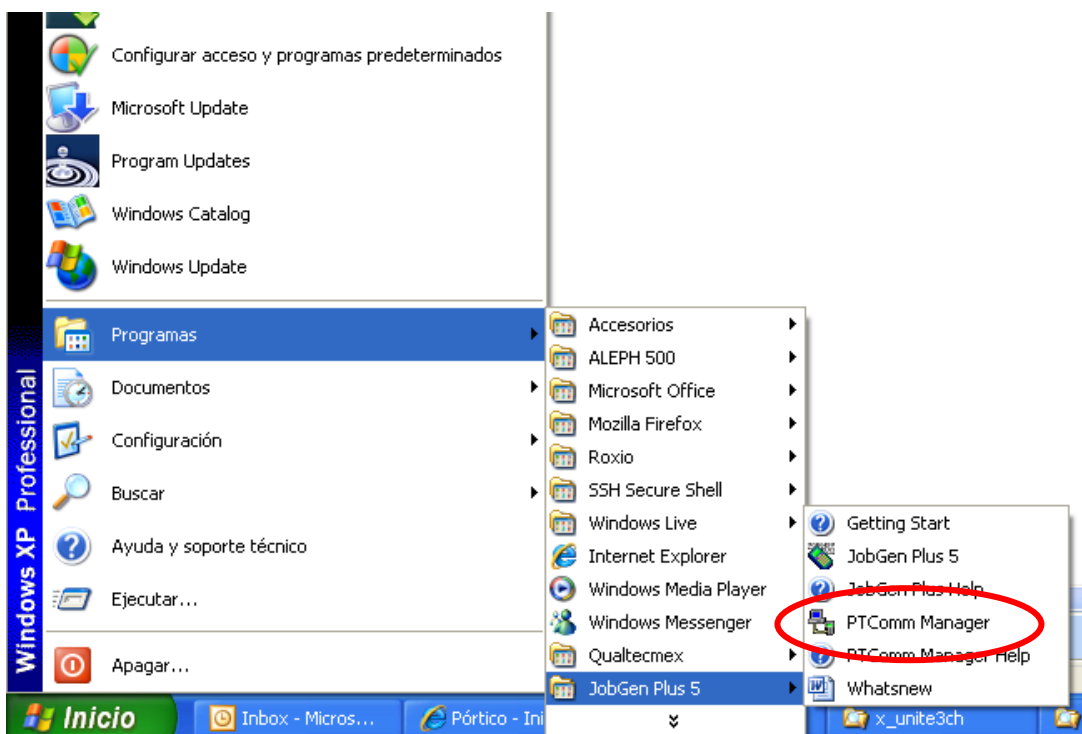 Configurar acceso y programas predeterminados
Microsoft Update
Program Updates
Windows Catalog
Windows Update
Programas
Documentos
Configuración
Buscar
Ayuda y soporte técnico
Ejecutar...
Apagar...
Windows XP Professional
Accesorios
ALEPH 500
Microsoft Office
Mozilla Firefox
Roxio
SSH Secure Shell
Windows Live
Internet Explorer
Windows Media Player
Windows Messenger
Qualtecmex
JobGen Plus 5
Getting Start
JobGen Plus 5
JobGen Plus Help
PTComm Manager
PTComm Manager Help
Whatsnew
Inicio
Inbox - Micros...
Pórtico - Ini
x_unite3ch